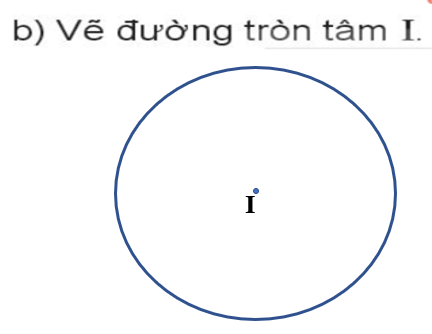 b) Vẽ đường tròn tâm I.
I